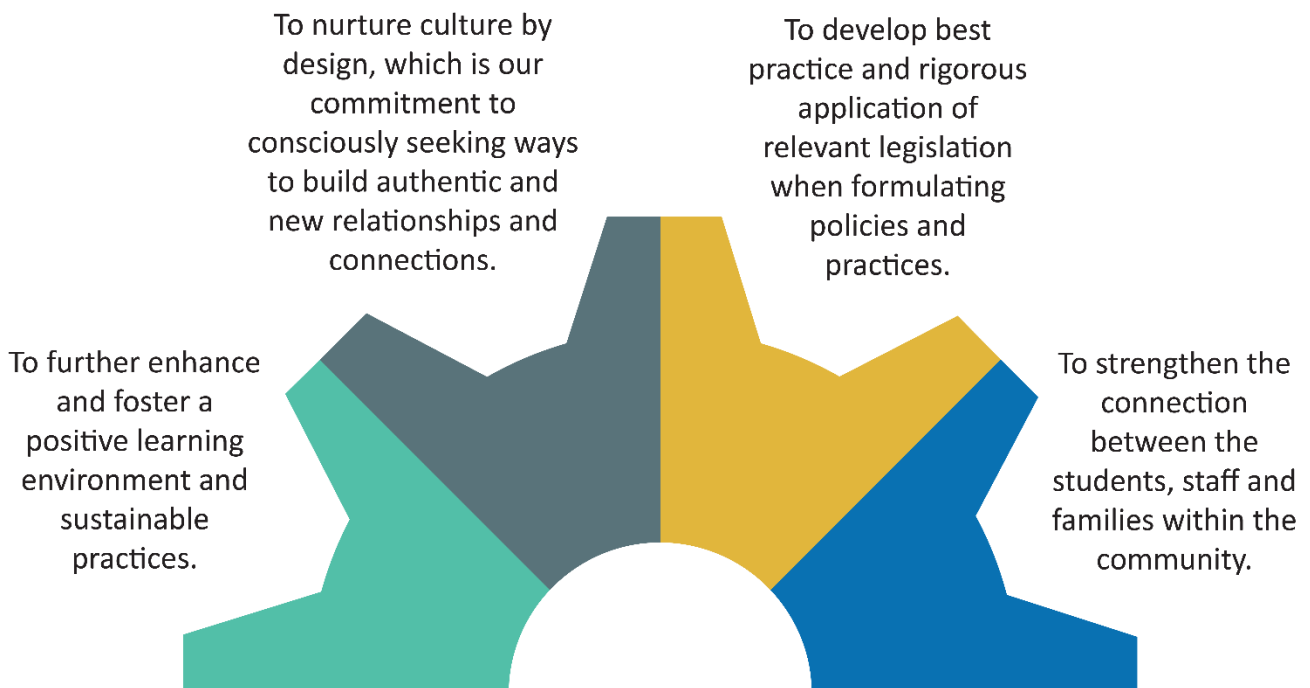 To further enhance
and foster a
positive learning
environment and
sustainable
practices.
To nurture culture by
design, which is our
commitment to
consciously seeking ways
to build authentic and
new relationships and
connections.
To develop best
practice and rigorous
application of
relevant legislation
when formulating
policies and
practices.
To strengthen the
connection
between the
students, staff and
families within the
community.